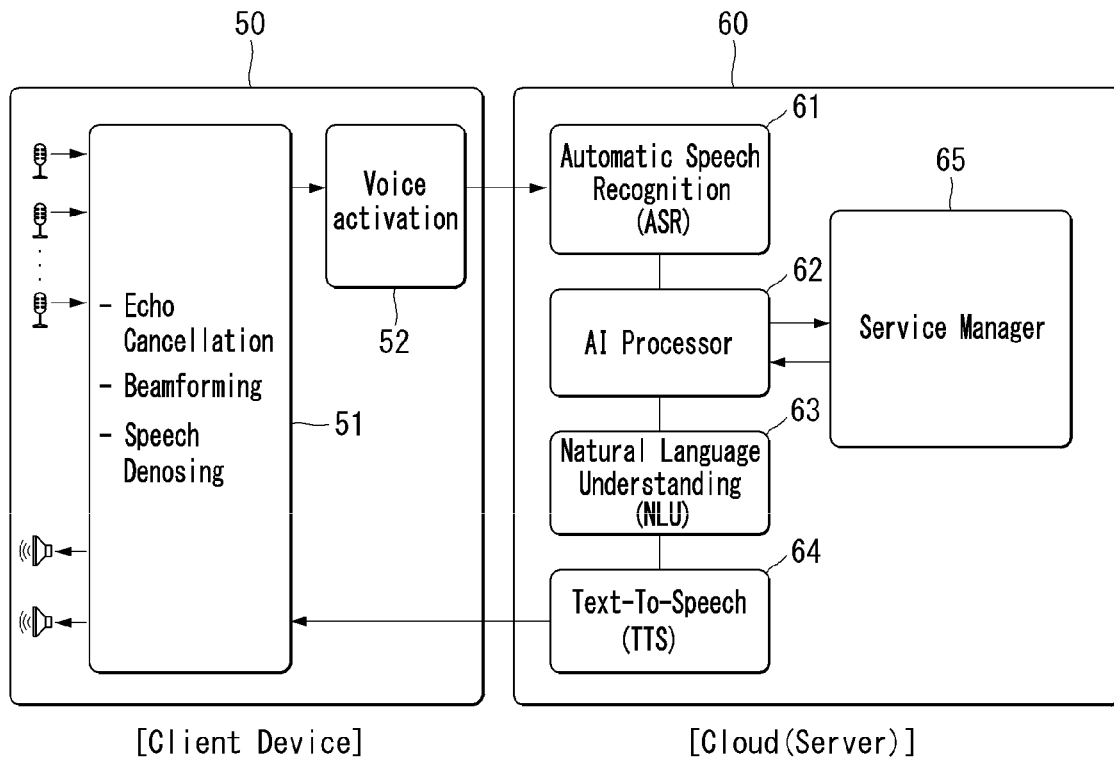 50
60
61
Automatic Speech
Recognition
(ASR)
65
Voice
activation
52
62
AI Processor
Service Manager
- Echo
Cancellation
- Beamforming
- Speech
Denosing
51
63
Natural Language
Understanding
(NLU)
64
Text-To-Speech
(TTS)
[Client Device]
[Cloud(Server)]